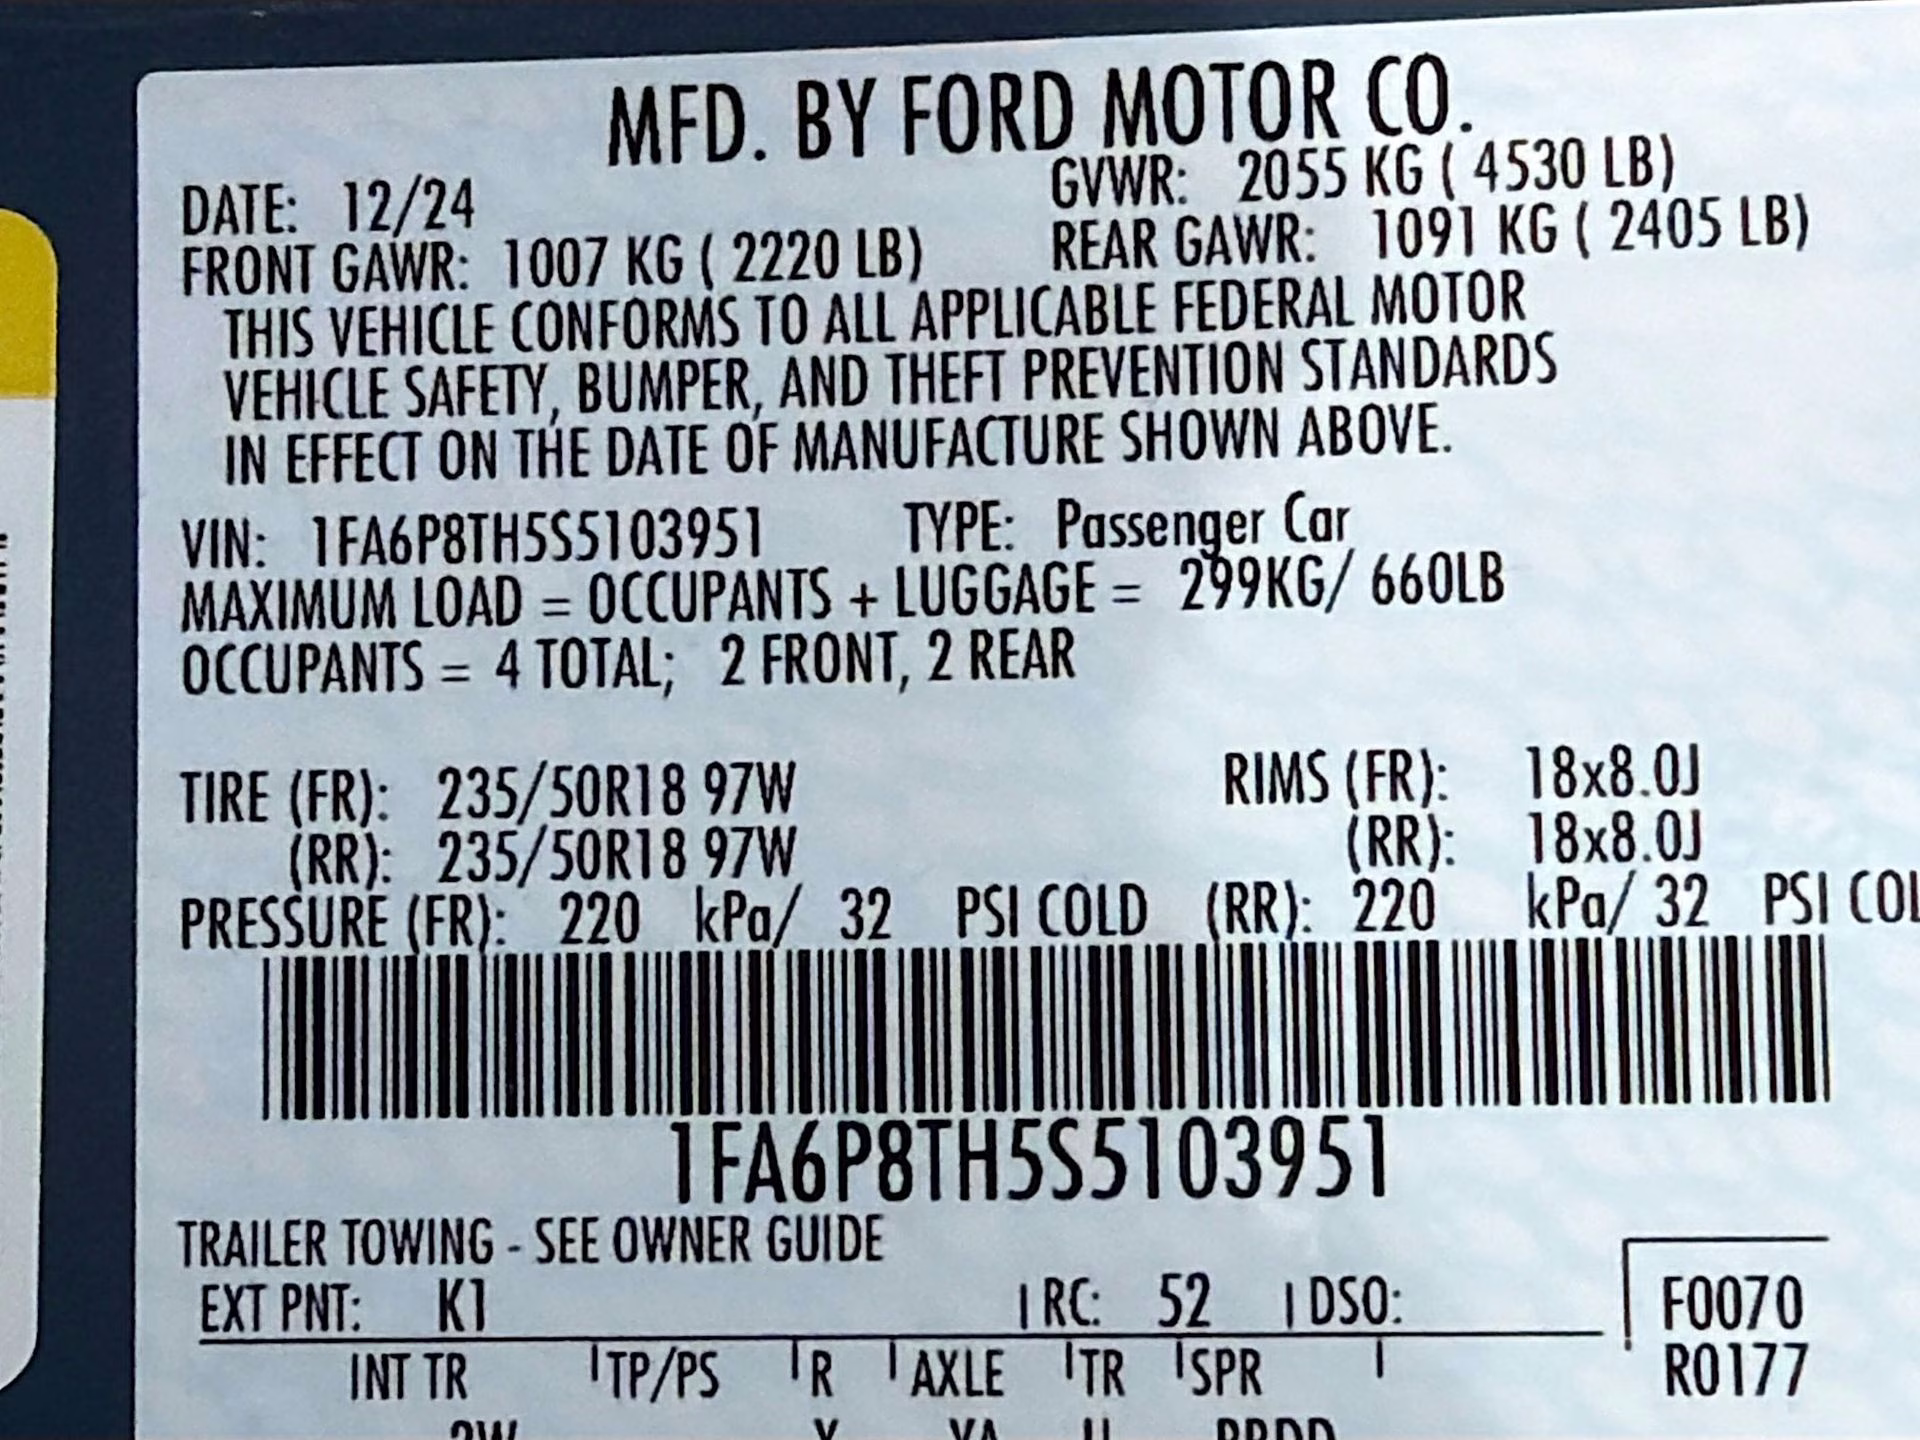 MFD. BY FORD MOTOR CO.
DATE: 12/24 GVWR: 2055 KG ( 4530 LB)
FRONT GAWR: 1007 KG ( 2220 LB) REAR GAWR: 1091 KG ( 2405 LB)
THIS VEHICLE CONFORMS TO ALL APPLICABLE FEDERAL MOTOR
VEHICLE SAFETY, BUMPER, AND THEFT PREVENTION STANDARDS
IN EFFECT ON THE DATE OF MANUFACTURE SHOWN ABOVE.
VIN: 1FA6P8TH5S5103951 TYPE: Passenger Car
MAXIMUM LOAD = OCCUPANTS + LUGGAGE = 299KG/ 660LB
OCCUPANTS = 4 TOTAL; 2 FRONT, 2 REAR
TIRE (FR): 235/50R18 97W RIMS (FR): 18x8.0J
(RR): 235/50R18 97W (RR): 18x8.0J
PRESSURE (FR): 220 kPa/ 32 PSI COLD (RR): 220 kPa/ 32 PSI COL
1FA6P8TH5S5103951
TRAILER TOWING - SEE OWNER GUIDE
EXT PNT: K1 RC: 52 DSO: F0070
INT TR TP/PS R AXLE TR SPR R0177